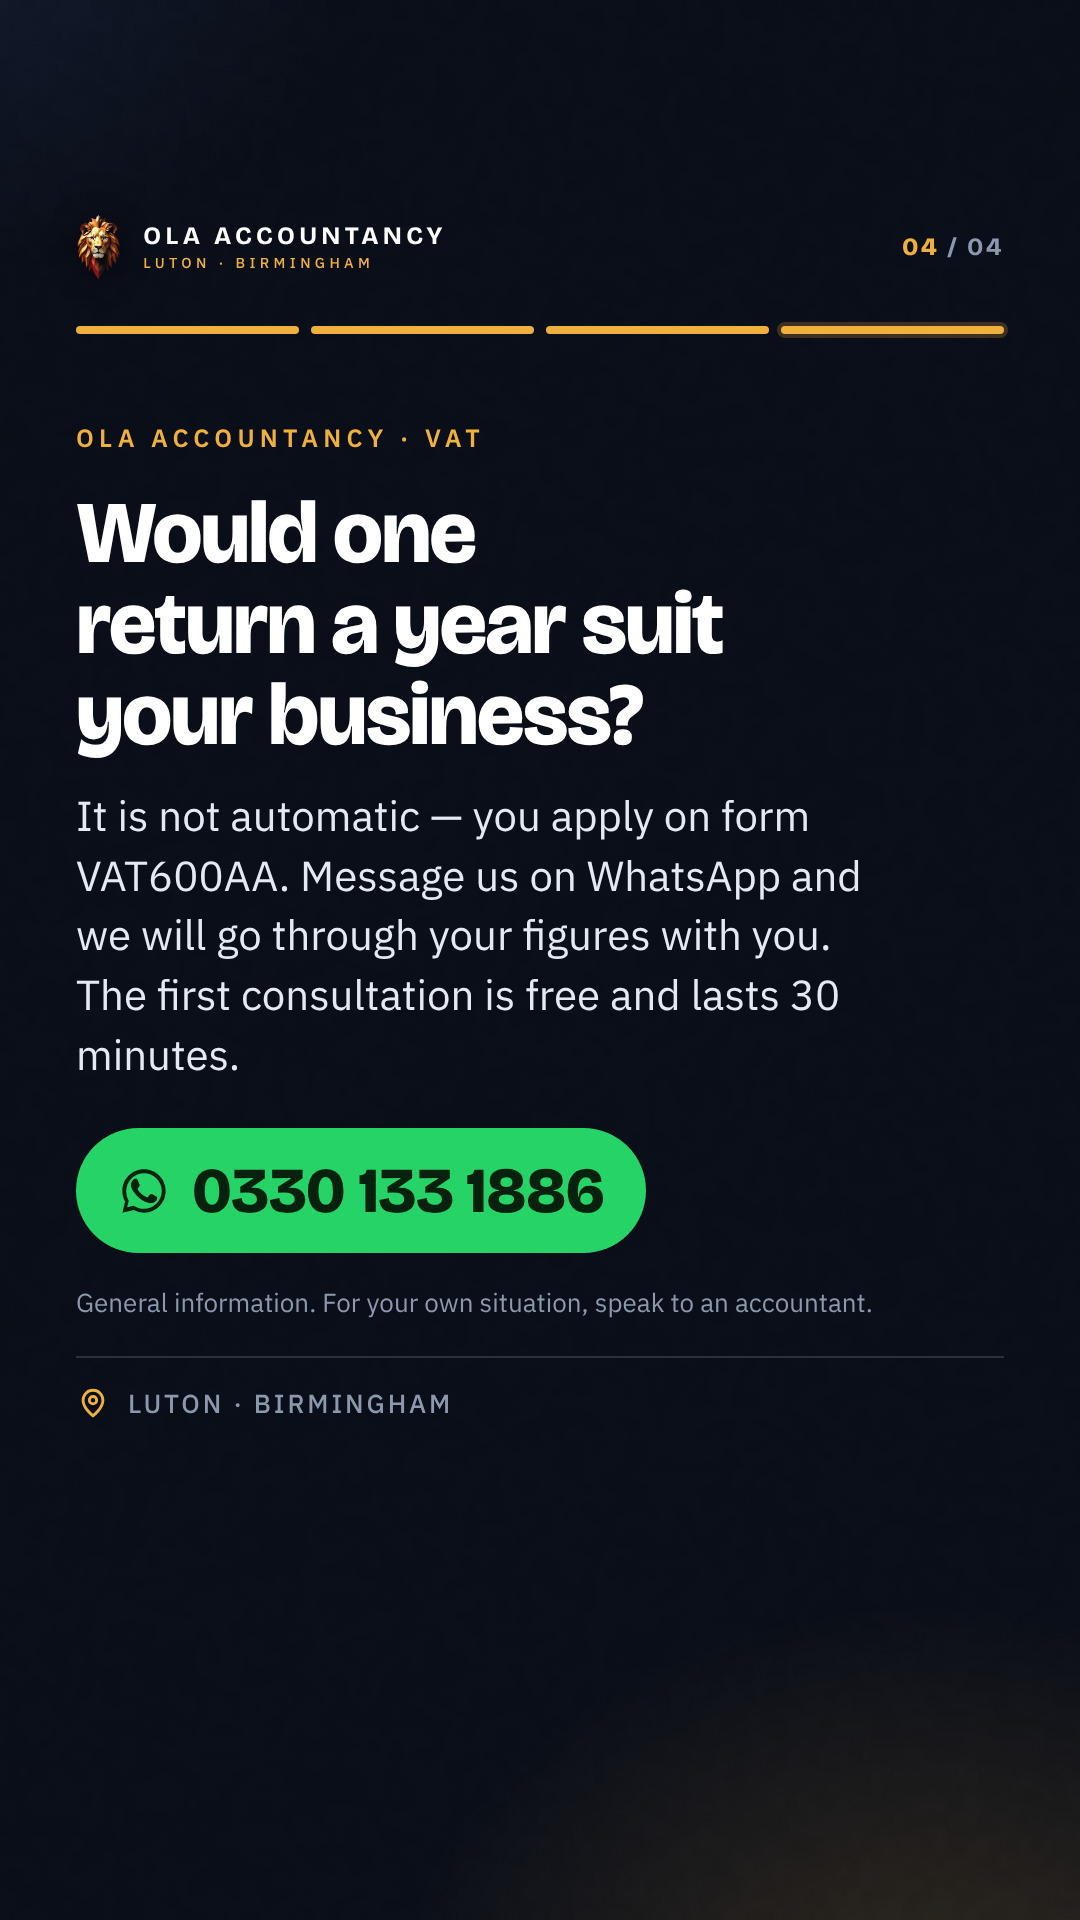 OLA ACCOUNTANCY
LUTON · BIRMINGHAM
04 / 04
OLA ACCOUNTANCY · VAT
Would one
return a year suit
your business?
It is not automatic — you apply on form
VAT600AA. Message us on WhatsApp and
we will go through your figures with you.
The first consultation is free and lasts 30
minutes.
0330 133 1886
General information. For your own situation, speak to an accountant.
LUTON · BIRMINGHAM